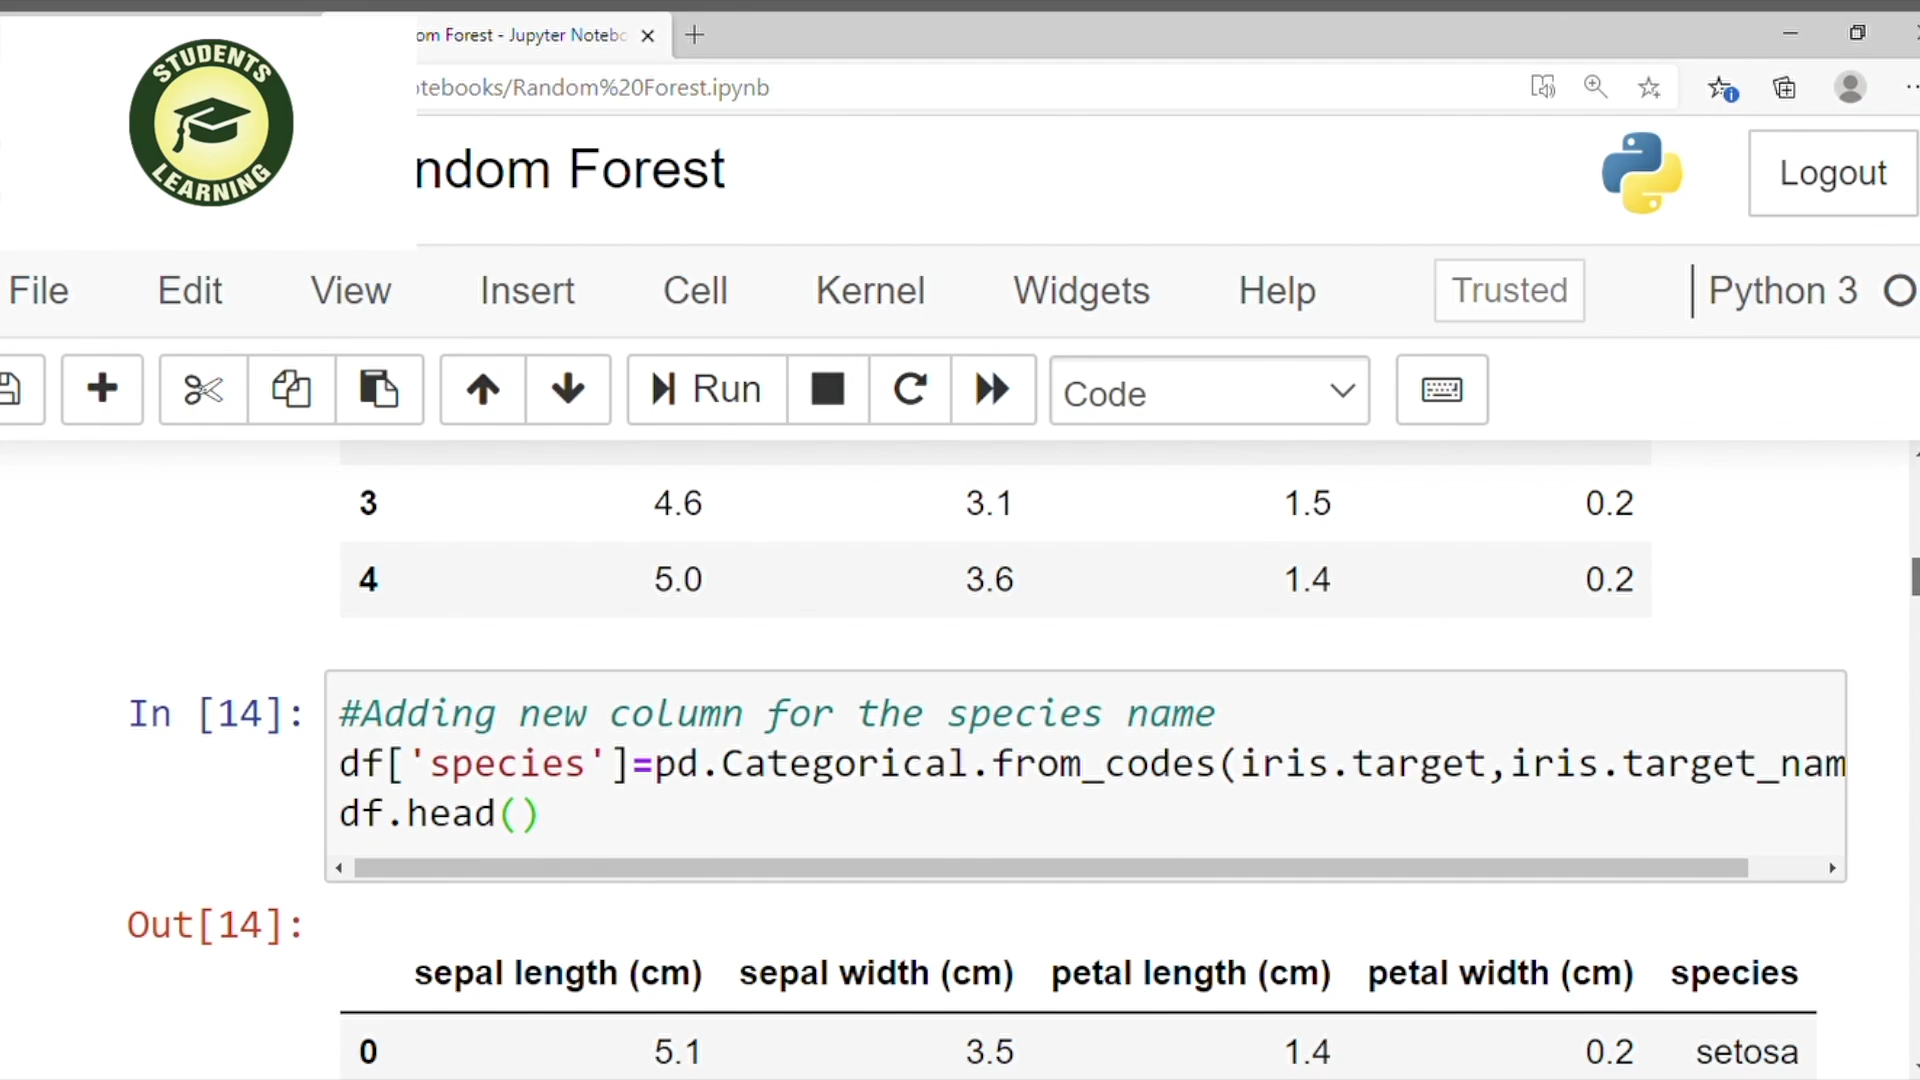 STUDENTS
LEARNING
om Forest - Jupyter Notebo
tebooks/Random%20Forest.ipynb
ndom Forest
Logout
File Edit View Insert Cell Kernel Widgets Help Trusted Python 3
Run Code
3 4.6 3.1 1.5 0.2
4 5.0 3.6 1.4 0.2
In [14]: #Adding new column for the species name
df['species']=pd.Categorical.from_codes(iris.target,iris.target_nam
df.head()
Out[14]:
sepal length (cm) sepal width (cm) petal length (cm) petal width (cm) species
0 5.1 3.5 1.4 0.2 setosa